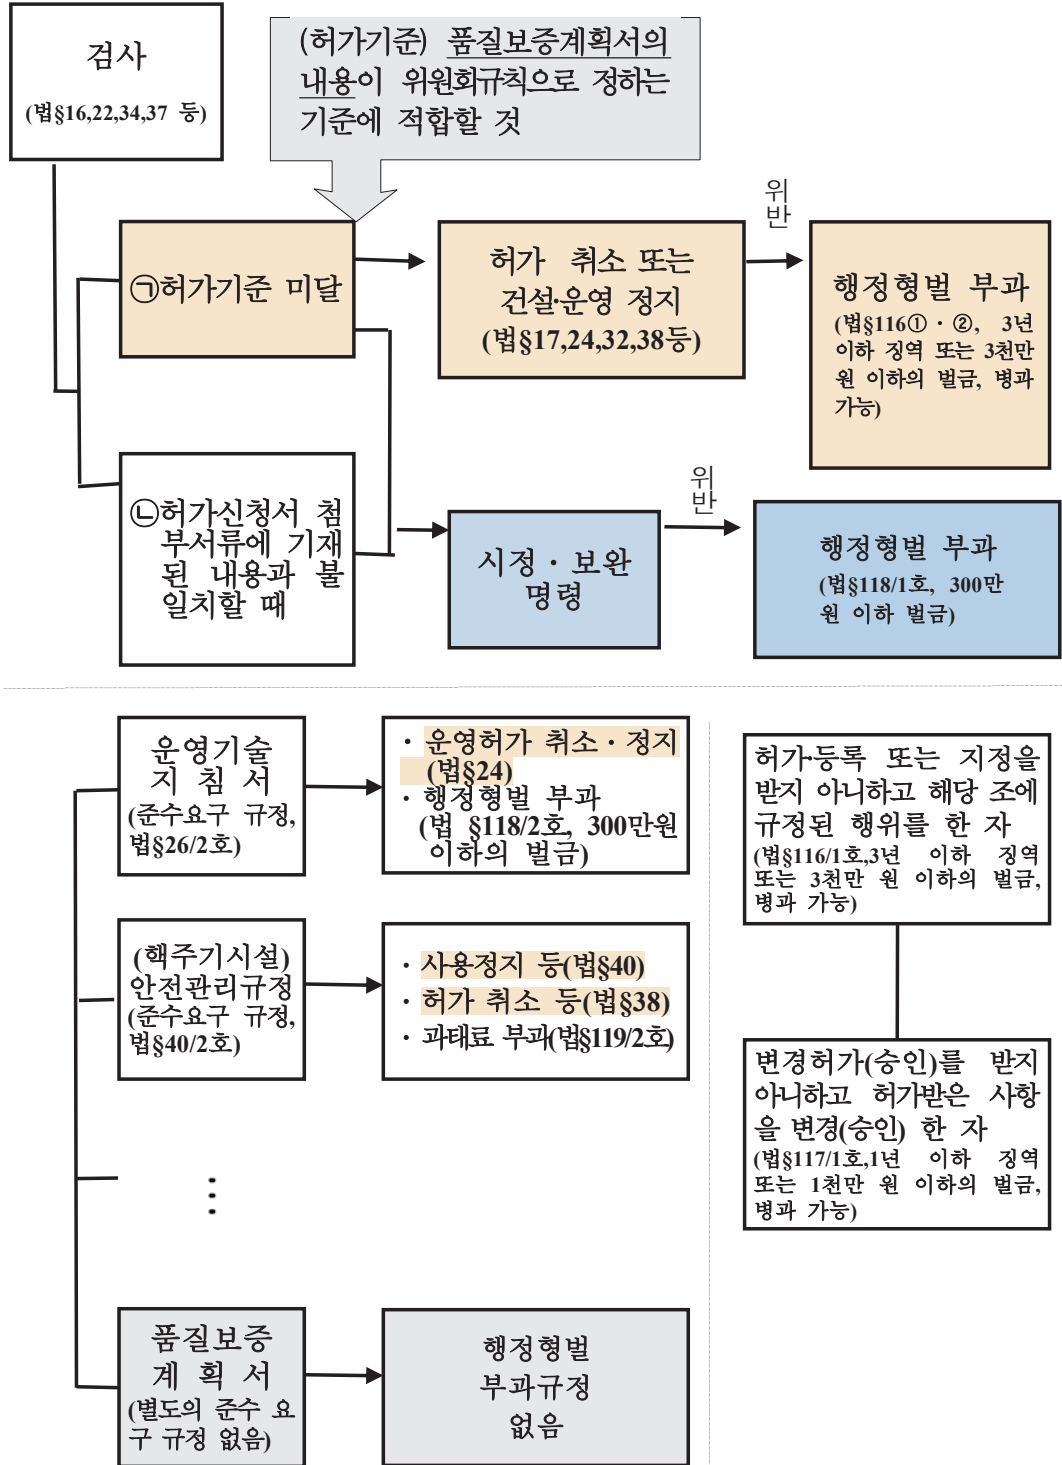 검사
(법§16,22,34,37 등)
(허가기준) 품질보증계획서의
내용이 위원회규칙으로 정하는
기준에 적합할 것
㉠허가기준 미달
허가 취소 또는
건설·운영 정지
(법§17,24,32,38등)
위반
행정형벌 부과
(법§116①·②, 3년
이하 징역 또는 3천만
원 이하의 벌금, 병과
가능)
㉡허가신청서 첨
부서류에 기재
된 내용과 불
일치할 때
시정·보완
명령
위반
행정형벌 부과
(법§118/1호, 300만
원 이하 벌금)
운영기술
지 침 서
(준수요구 규정,
법§26/2호)
· 운영허가 취소·정지
(법§24)
· 행정형벌 부과
(법 §118/2호, 300만원
이하의 벌금)
(핵주기시설)
안전관리규정
(준수요구 규정,
법§40/2호)
· 사용정지 등(법§40)
· 허가 취소 등(법§38)
· 과태료 부과(법§119/2호)
⋮
품질보증
계 획 서
(별도의 준수 요
구 규정 없음)
행정형벌
부과규정
없음
허가·등록 또는 지정을
받지 아니하고 해당 조에
규정된 행위를 한 자
(법§116/1호,3년 이하 징역
또는 3천만 원 이하의 벌금,
병과 가능)
변경허가(승인)를 받지
아니하고 허가받은 사항
을 변경(승인) 한 자
(법§117/1호,1년 이하 징역
또는 1천만 원 이하의 벌금,
병과 가능)